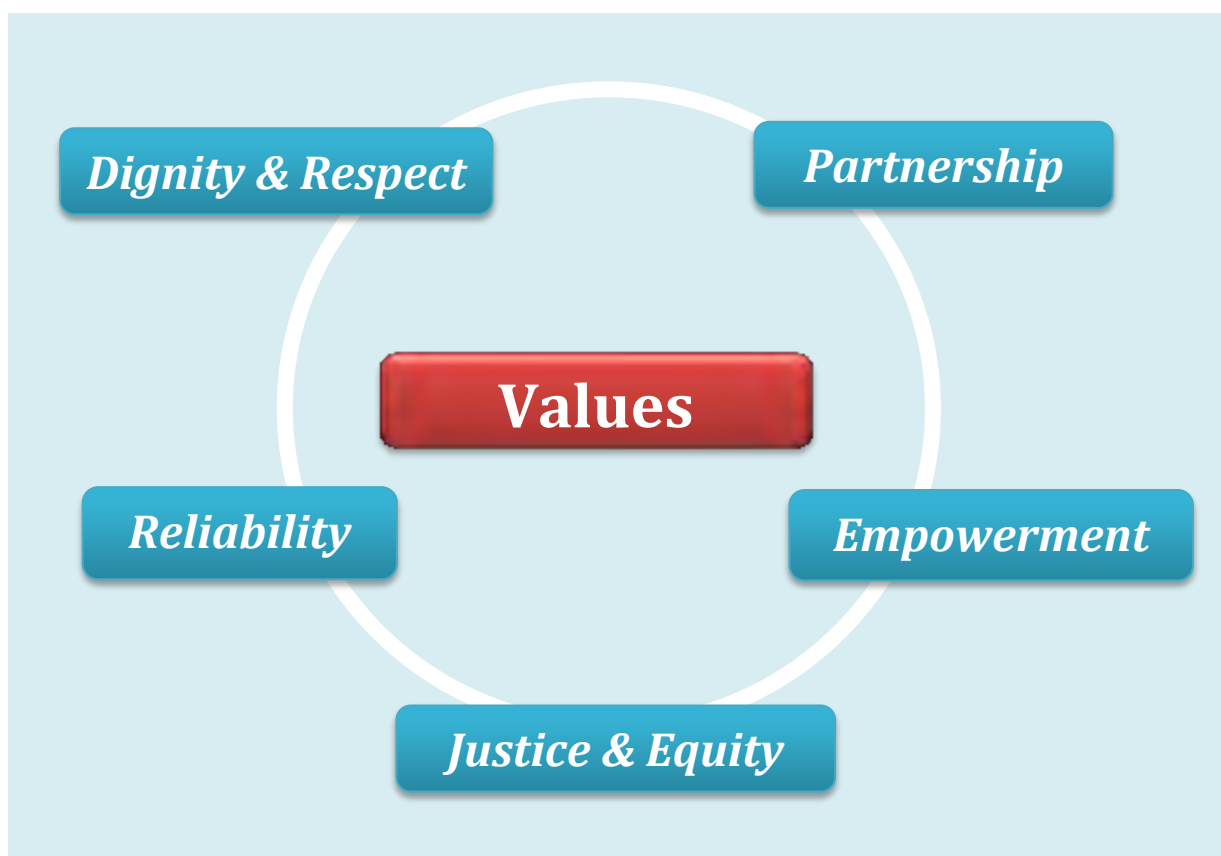 Dignity & Respect
Partnership
Values
Reliability
Empowerment
Justice & Equity